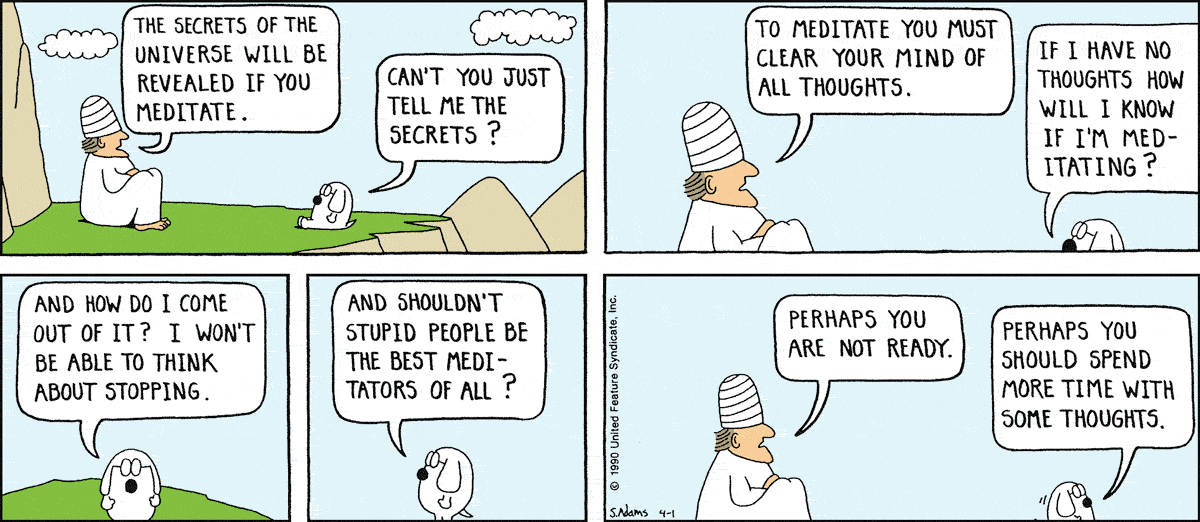 THE SECRETS OF THE
UNIVERSE WILL BE
REVEALED IF YOU
MEDITATE.
CAN'T YOU JUST
TELL ME THE
SECRETS?
TO MEDITATE YOU MUST
CLEAR YOUR MIND OF
ALL THOUGHTS.
IF I HAVE NO
THOUGHTS HOW
WILL I KNOW
IF I'M MED-
ITATING?
AND HOW DO I COME
OUT OF IT? I WON'T
BE ABLE TO THINK
ABOUT STOPPING.
AND SHOULDN'T
STUPID PEOPLE BE
THE BEST MEDI-
TATORS OF ALL?
© 1990 United Feature Syndicate, Inc.
PERHAPS YOU
ARE NOT READY.
PERHAPS YOU
SHOULD SPEND
MORE TIME WITH
SOME THOUGHTS.
S.Adams 4-1